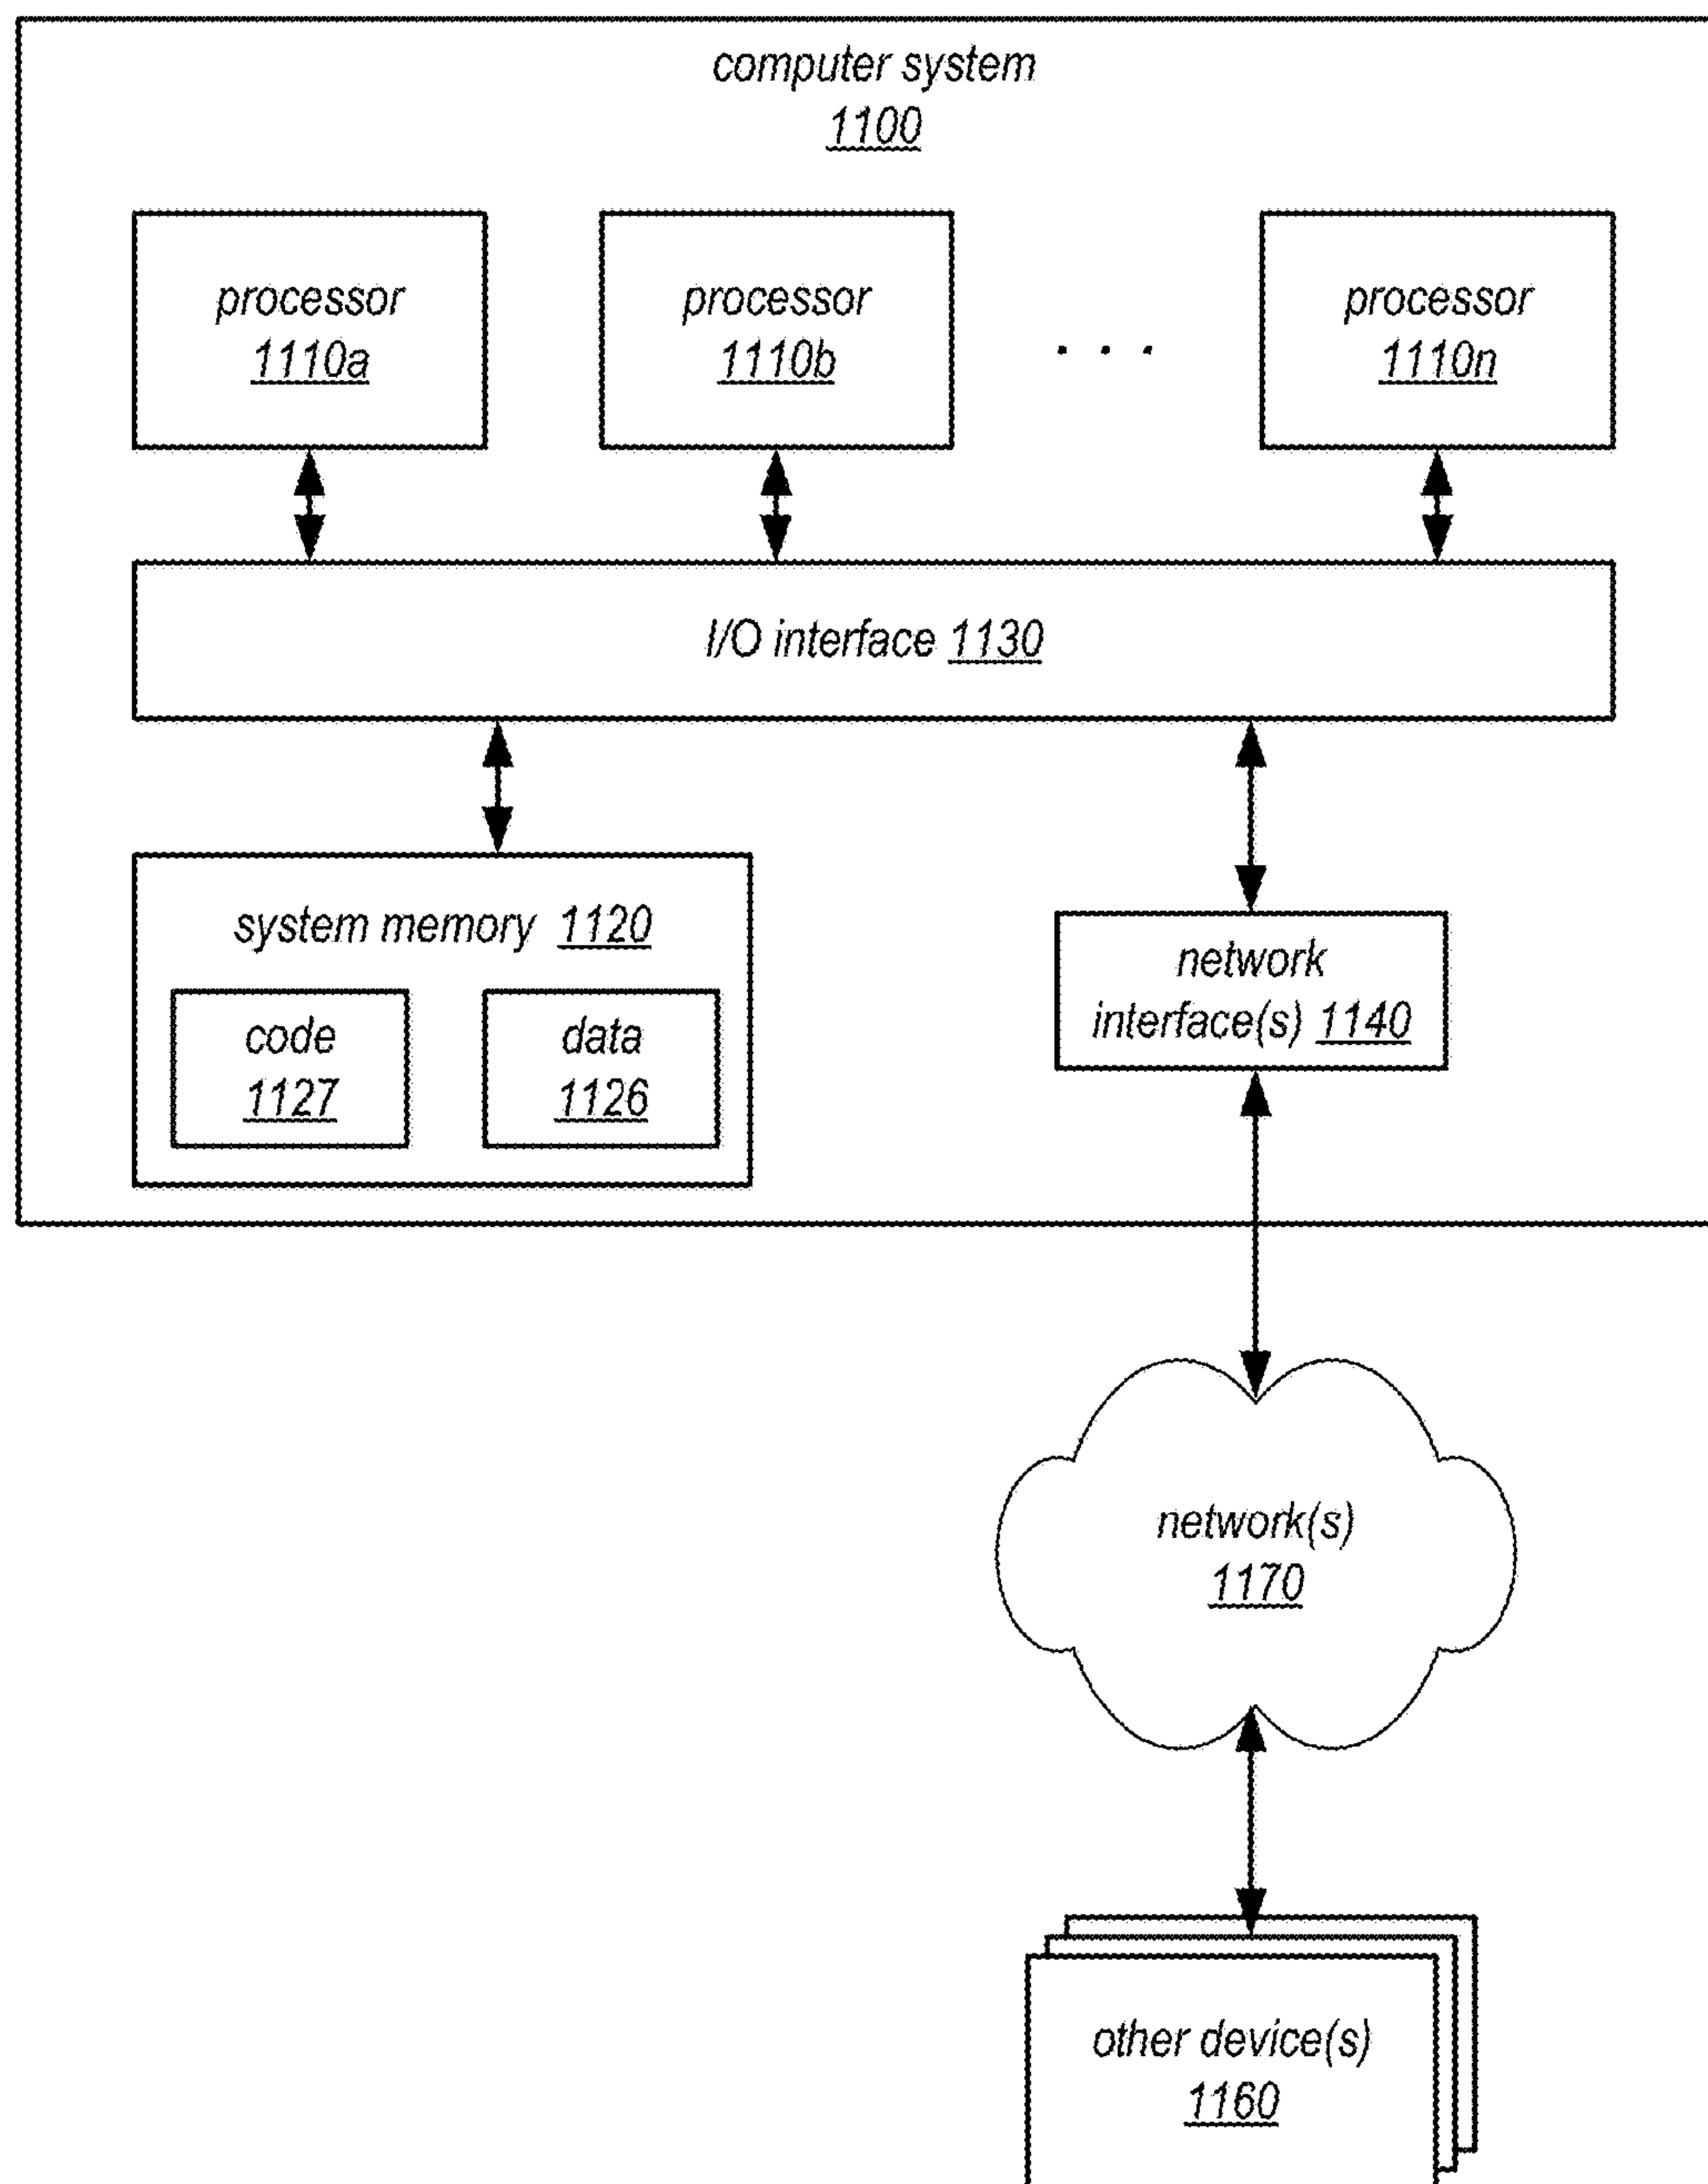 computer system
1100
processor
1110a
processor
1110b
. . .
processor
1110n
I/O interface 1130
system memory 1120
code
1127
data
1126
network
interface(s) 1140
network(s)
1170
other device(s)
1160